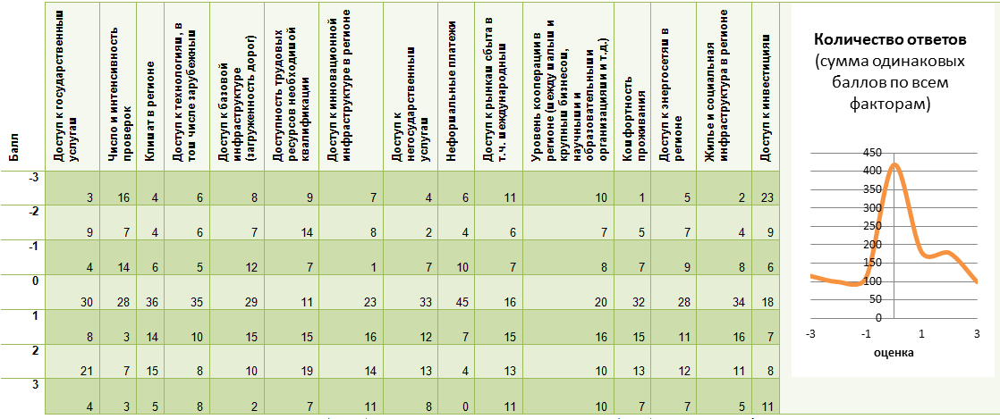 Балл
Доступ к государственным
услугам
Число и интенсивность
проверок
Климат в регионе
Доступ к технологиям, в
том числе зарубежным
Доступ к базовой
инфраструктуре
(загруженность дорог)
Доступность трудовых
ресурсов необходимой
квалификации
Доступ к инновационной
инфраструктуре в регионе
Доступ к
негосударственным
услугам
Неформальные платежи
Доступ к рынкам сбыта в
т.ч. международным
Уровень кооперации в
регионе (между малым и
крупным бизнесом,
научными и
образовательными
организациями и т.д.)
Комфортность
проживания
Доступ к энергосетям в
регионе
Жилье и социальная
инфраструктура в регионе
Доступ к инвестициям
-3 3 16 4 6 8 9 7 4 6 11 10 1 5 2 23
-2 9 7 4 6 7 14 8 2 4 6 7 5 7 4 9
-1 4 14 6 5 12 7 1 7 10 7 8 7 9 8 6
0 30 28 36 35 29 11 23 33 45 16 20 32 28 34 18
1 8 3 14 10 15 15 16 12 7 15 16 15 11 16 7
2 21 7 15 8 10 19 14 13 4 13 10 13 12 11 8
3 4 3 5 8 2 7 11 8 0 11 10 7 7 5 11
Количество ответов
(сумма одинаковых
баллов по всем
факторам)
450
400
350
300
250
200
150
100
50
0
-3 -1 1 3
оценка